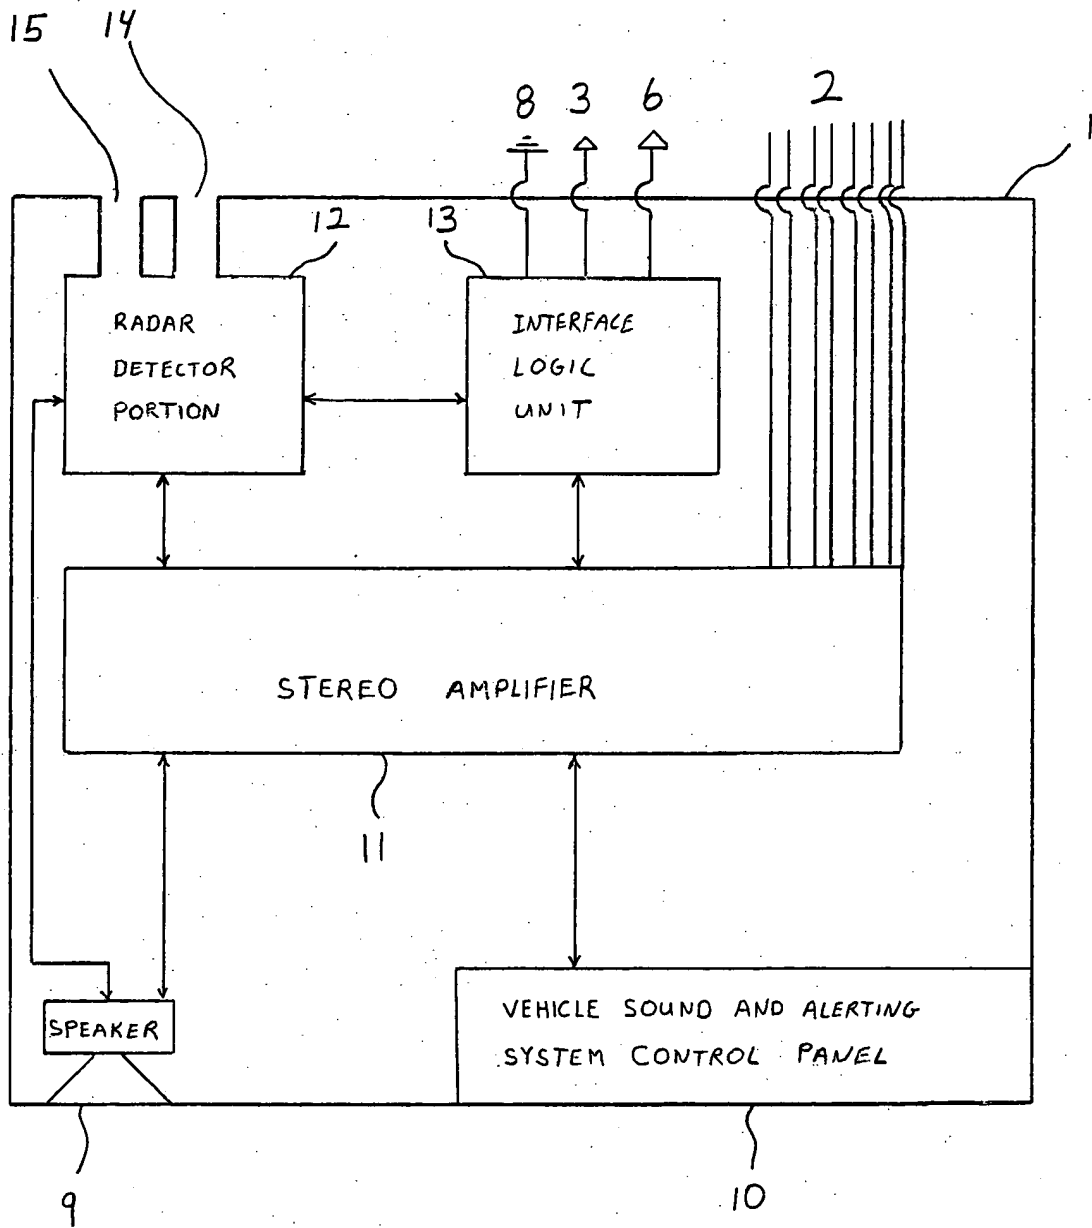 15 14
8 3 6 2
1
12 13
RADAR
DETECTOR
PORTION
INTERFACE
LOGIC
UNIT
STEREO AMPLIFIER
11
SPEAKER
VEHICLE SOUND AND ALERTING
SYSTEM CONTROL PANEL
9
10